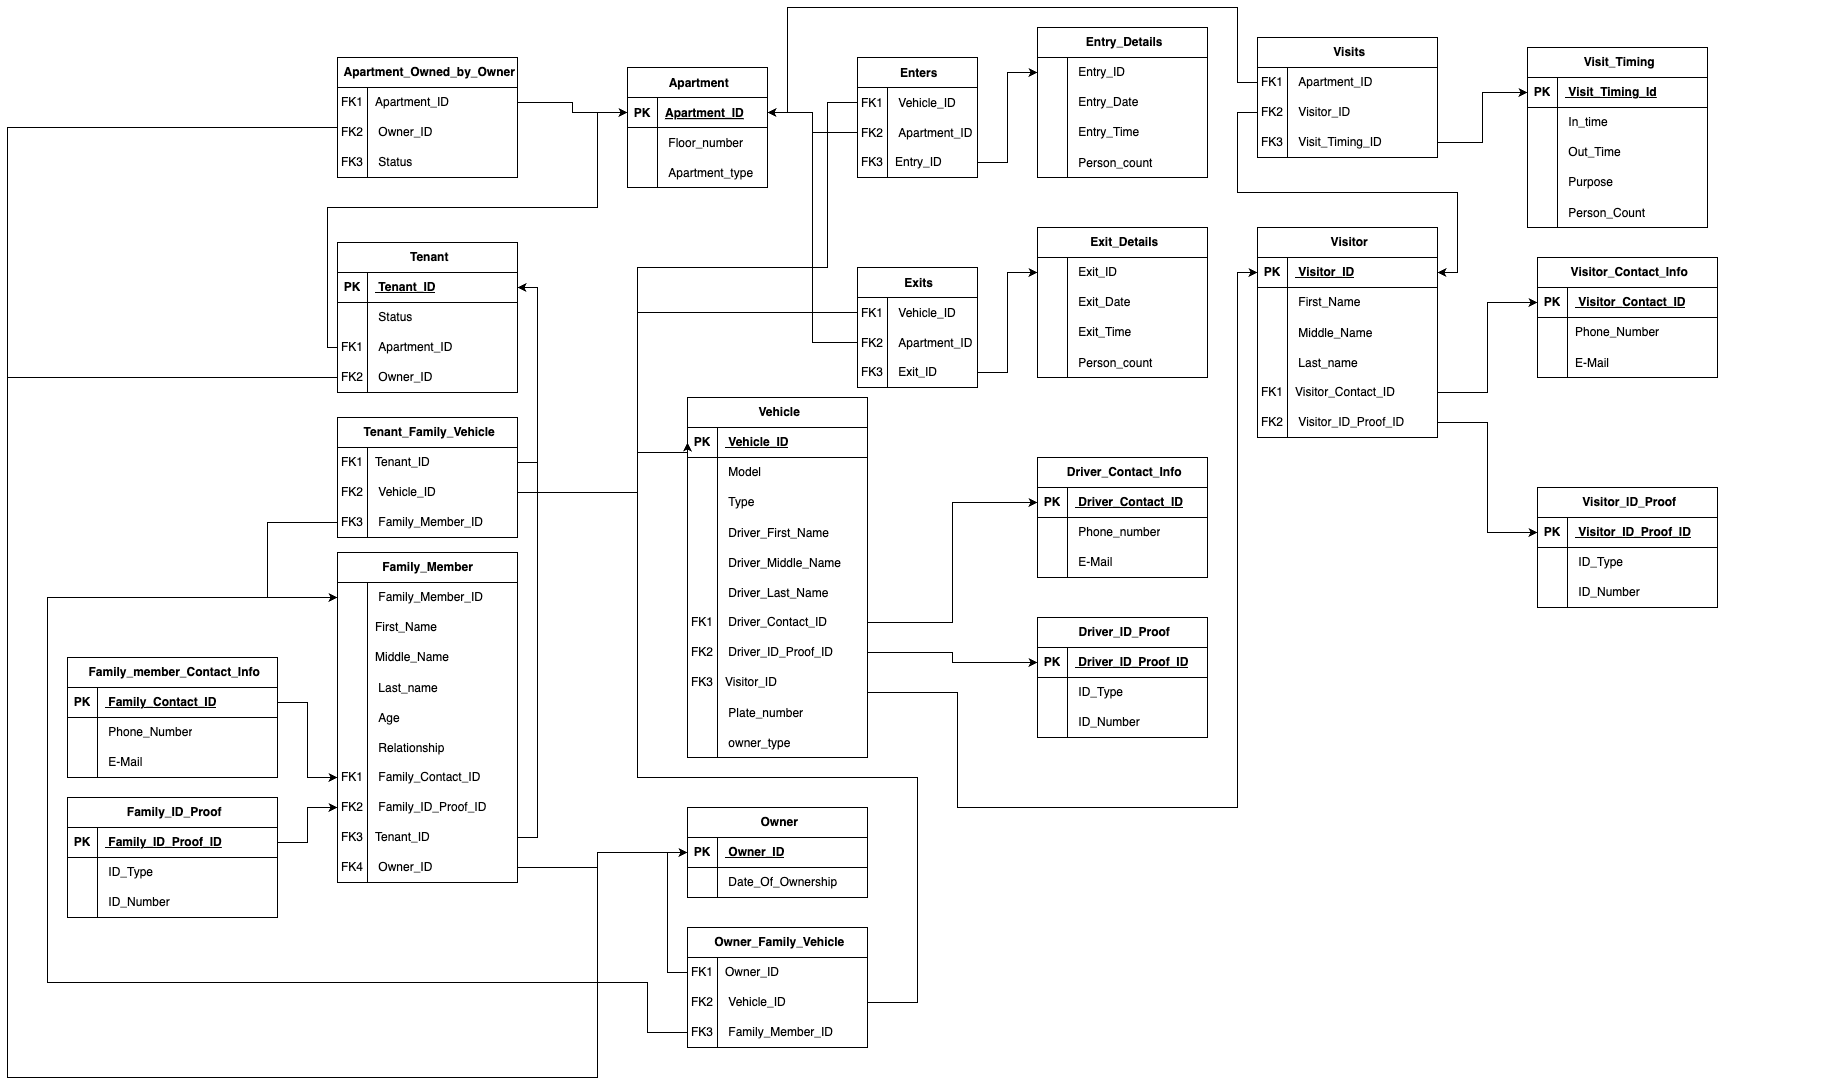 Apartment_Owned_by_Owner
FK1 Apartment_ID
FK2 Owner_ID
FK3 Status
Apartment
PK Apartment_ID
Floor_number
Apartment_type
Enters
FK1 Vehicle_ID
FK2 Apartment_ID
FK3 Entry_ID
Entry_Details
Entry_ID
Entry_Date
Entry_Time
Person_count
Visits
FK1 Apartment_ID
FK2 Visitor_ID
FK3 Visit_Timing_ID
Visit_Timing
PK Visit_Timing_Id
In_time
Out_Time
Purpose
Person_Count
Tenant
PK Tenant_ID
Status
FK1 Apartment_ID
FK2 Owner_ID
Exits
FK1 Vehicle_ID
FK2 Apartment_ID
FK3 Exit_ID
Exit_Details
Exit_ID
Exit_Date
Exit_Time
Person_count
Visitor
PK Visitor_ID
First_Name
Middle_Name
Last_name
FK1 Visitor_Contact_ID
FK2 Visitor_ID_Proof_ID
Visitor_Contact_Info
PK Visitor_Contact_ID
Phone_Number
E-Mail
Tenant_Family_Vehicle
FK1 Tenant_ID
FK2 Vehicle_ID
FK3 Family_Member_ID
Vehicle
PK Vehicle_ID
Model
Type
Driver_First_Name
Driver_Middle_Name
Driver_Last_Name
FK1 Driver_Contact_ID
FK2 Driver_ID_Proof_ID
FK3 Visitor_ID
Plate_number
owner_type
Driver_Contact_Info
PK Driver_Contact_ID
Phone_number
E-Mail
Visitor_ID_Proof
PK Visitor_ID_Proof_ID
ID_Type
ID_Number
Family_Member
Family_Member_ID
First_Name
Middle_Name
Last_name
Age
Relationship
FK1 Family_Contact_ID
FK2 Family_ID_Proof_ID
FK3 Tenant_ID
FK4 Owner_ID
Driver_ID_Proof
PK Driver_ID_Proof_ID
ID_Type
ID_Number
Family_member_Contact_Info
PK Family_Contact_ID
Phone_Number
E-Mail
Family_ID_Proof
PK Family_ID_Proof_ID
ID_Type
ID_Number
Owner
PK Owner_ID
Date_Of_Ownership
Owner_Family_Vehicle
FK1 Owner_ID
FK2 Vehicle_ID
FK3 Family_Member_ID